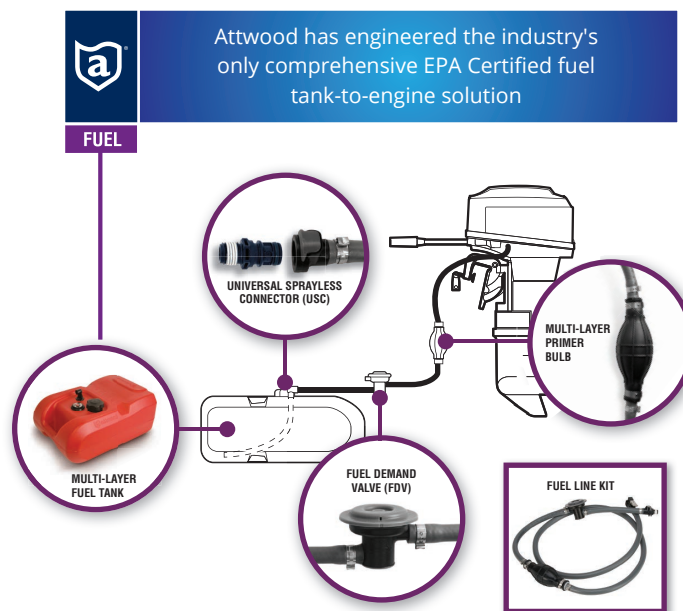 a
Attwood has engineered the industry's
only comprehensive EPA Certified fuel
tank-to-engine solution
FUEL
UNIVERSAL SPRAYLESS
CONNECTOR (USC)
MULTI-LAYER
PRIMER
BULB
MULTI-LAYER
FUEL TANK
FUEL DEMAND
VALVE (FDV)
FUEL LINE KIT